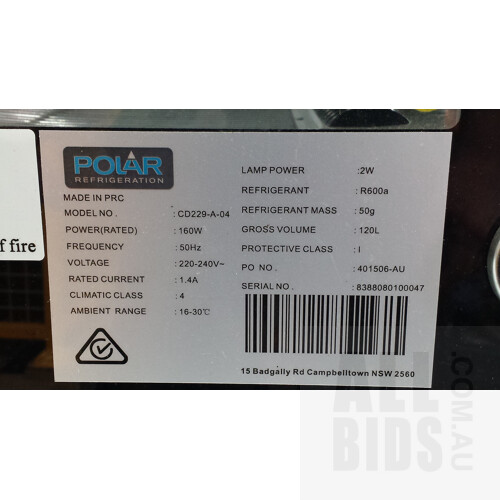 POLAR
REFRIGERATION
MADE IN PRC
MODEL NO. : CD229-A-04
POWER(RATED) : 160W
FREQUENCY : 50Hz
VOLTAGE : 220-240V~
RATED CURRENT : 1.4A
CLIMATIC CLASS : 4
AMBIENT RANGE : 16-30℃
LAMP POWER :2W
REFRIGERANT : R600a
REFRIGERANT MASS : 50g
GROSS VOLUME : 120L
PROTECTIVE CLASS : I
PO NO. : 401506-AU
SERIAL NO. : 8388080100047
15 Badgally Rd Campbelltown NSW 2560
f fire
ALL
BIDS
.COM.AU